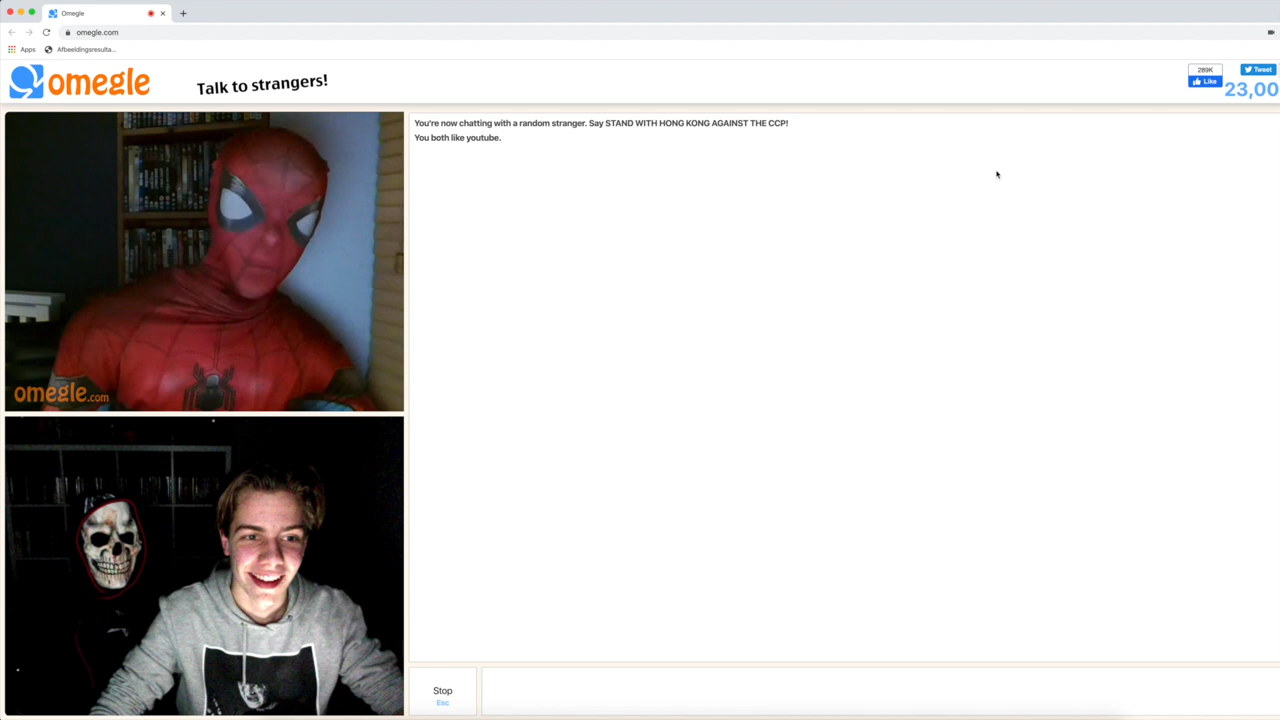 Omegle
omegle.com
Apps
Afbeeldingsresulta...
omegle
Talk to strangers!
289K
Like
Tweet
23,00
You're now chatting with a random stranger. Say STAND WITH HONG KONG AGAINST THE CCP!
You both like youtube.
omegle.com
Stop
Esc